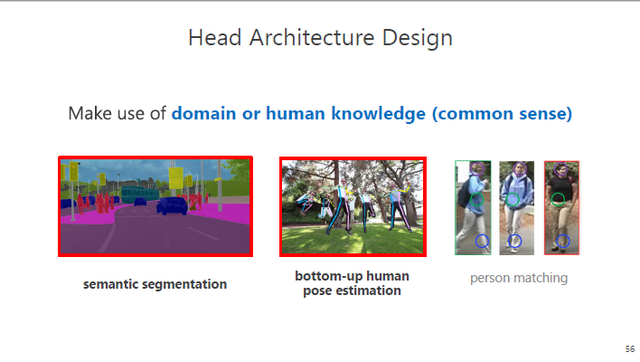 Head Architecture Design
Make use of domain or human knowledge (common sense)
semantic segmentation
bottom-up human
pose estimation
person matching
56